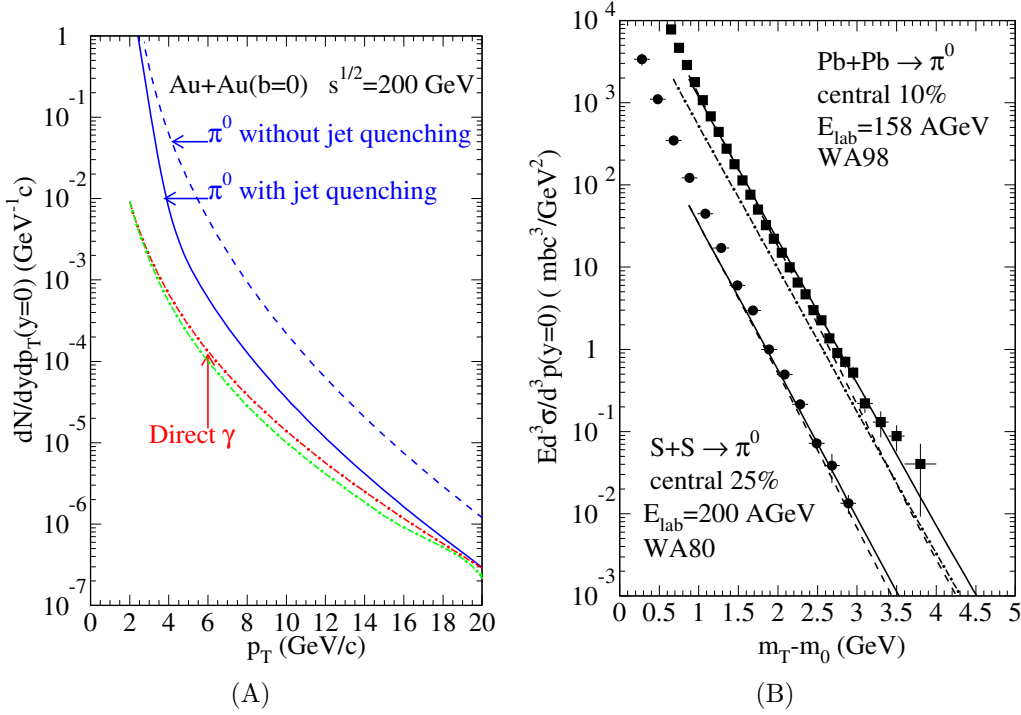 1
10^-1
10^-2
10^-3
10^-4
10^-5
10^-6
10^-7
dN/dydp_T(y=0) (GeV^-1c)
Au+Au(b=0) s^1/2=200 GeV
π^0 without jet quenching
π^0 with jet quenching
Direct γ
0 2 4 6 8 10 12 14 16 18 20
p_T (GeV/c)
(A)
10^4
10^3
10^2
10
1
10^-1
10^-2
10^-3
Ed^3σ/d^3p(y=0) ( mbc^3/GeV^2)
Pb+Pb → π^0
central 10%
E_lab=158 AGeV
WA98
S+S → π^0
central 25%
E_lab=200 AGeV
WA80
0 0.5 1 1.5 2 2.5 3 3.5 4 4.5 5
m_T-m_0 (GeV)
(B)